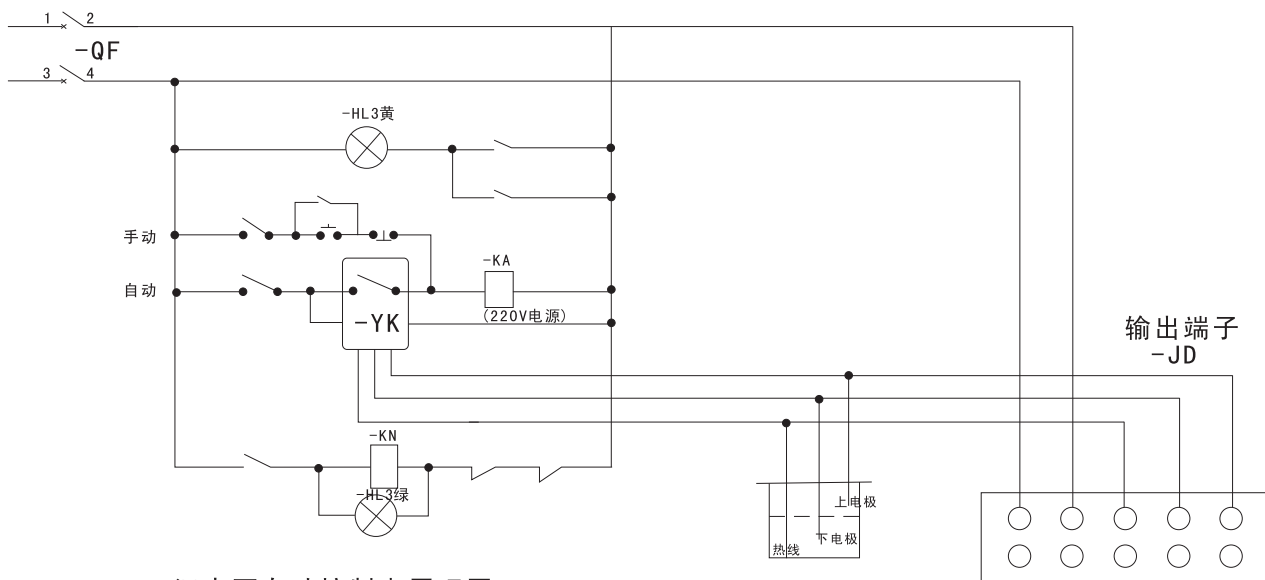 1 2
-QF
3 4
-HL3黄
手动
-KA
自动
(220V电源)
-YK
输出端子
-JD
-KN
-HL3绿
上电极
下电极
热线